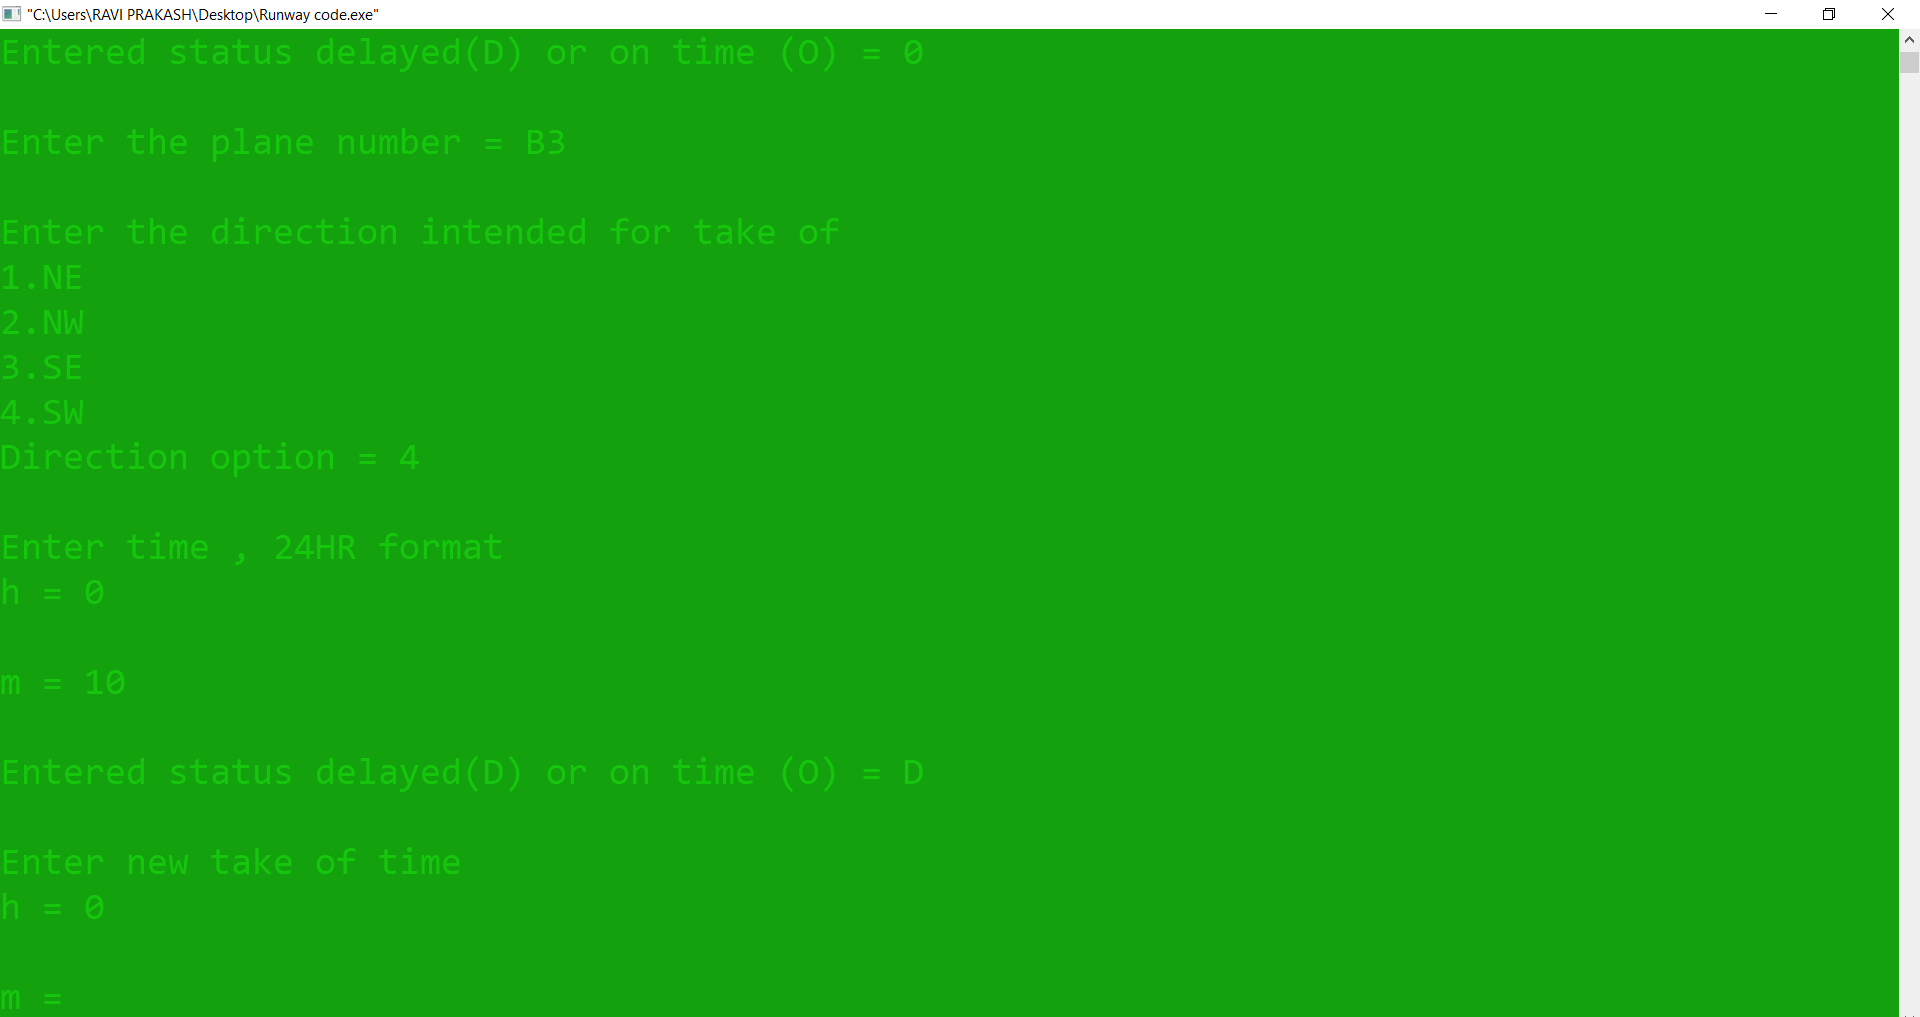 "C:\Users\RAVI PRAKASH\Desktop\Runway code.exe"
Entered status delayed(D) or on time (O) = 0
Enter the plane number = B3
Enter the direction intended for take of
1.NE
2.NW
3.SE
4.SW
Direction option = 4
Enter time , 24HR format
h = 0
m = 10
Entered status delayed(D) or on time (O) = D
Enter new take of time
h = 0
m =